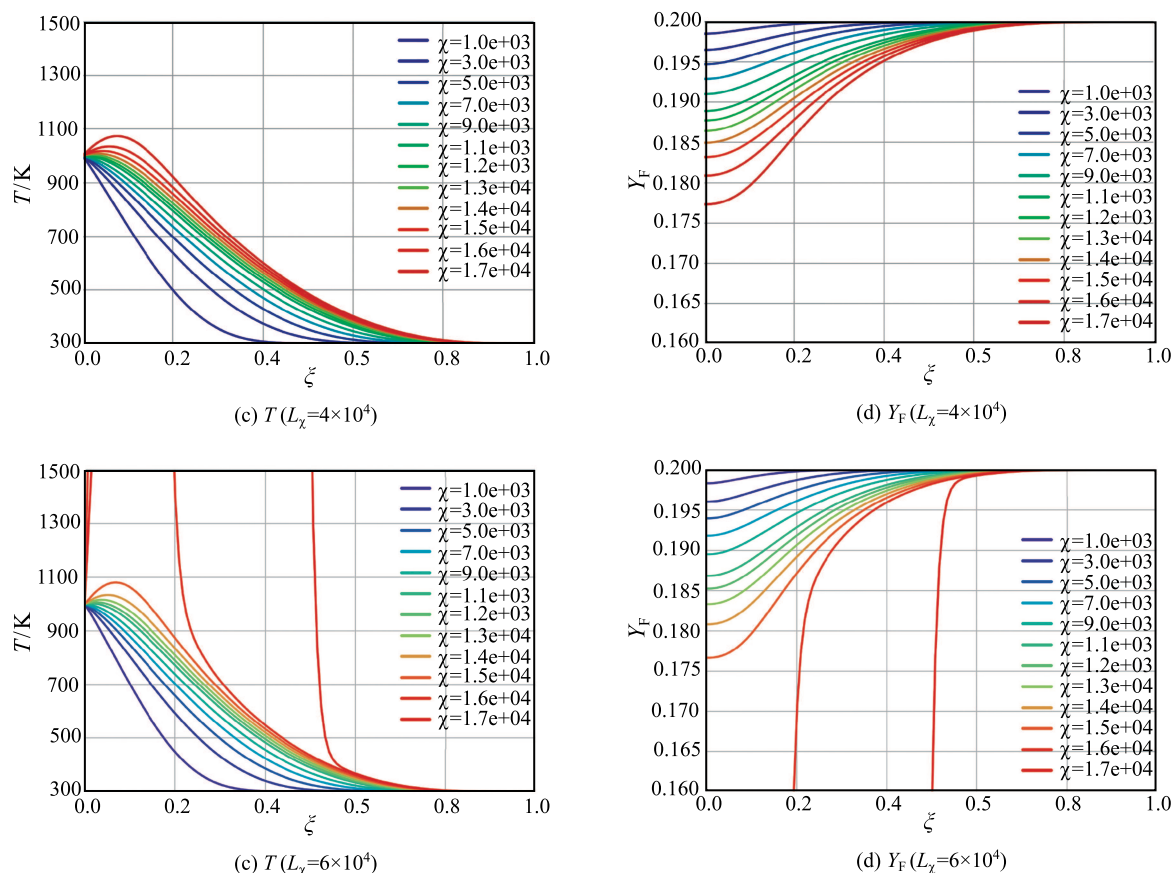 1500
1300
1100
900
700
500
300
T/K
0.0
0.2
0.4
0.6
0.8
1.0
ξ
χ=1.0e+03
χ=3.0e+03
χ=5.0e+03
χ=7.0e+03
χ=9.0e+03
χ=1.1e+03
χ=1.2e+03
χ=1.3e+04
χ=1.4e+04
χ=1.5e+04
χ=1.6e+04
χ=1.7e+04
(c) T (Lχ=4×10⁴)
0.200
0.195
0.190
0.185
0.180
0.175
0.170
0.165
0.160
Y_F
0.0
0.2
0.4
0.6
0.8
1.0
ξ
χ=1.0e+03
χ=3.0e+03
χ=5.0e+03
χ=7.0e+03
χ=9.0e+03
χ=1.1e+03
χ=1.2e+03
χ=1.3e+04
χ=1.4e+04
χ=1.5e+04
χ=1.6e+04
χ=1.7e+04
(d) Y_F (Lχ=4×10⁴)
1500
1300
1100
900
700
500
300
T/K
0.0
0.2
0.4
0.6
0.8
1.0
ξ
χ=1.0e+03
χ=3.0e+03
χ=5.0e+03
χ=7.0e+03
χ=9.0e+03
χ=1.1e+03
χ=1.2e+03
χ=1.3e+04
χ=1.4e+04
χ=1.5e+04
χ=1.6e+04
χ=1.7e+04
(c) T (Lχ=6×10⁴)
0.200
0.195
0.190
0.185
0.180
0.175
0.170
0.165
0.160
Y_F
0.0
0.2
0.4
0.6
0.8
1.0
ξ
χ=1.0e+03
χ=3.0e+03
χ=5.0e+03
χ=7.0e+03
χ=9.0e+03
χ=1.1e+03
χ=1.2e+03
χ=1.3e+04
χ=1.4e+04
χ=1.5e+04
χ=1.6e+04
χ=1.7e+04
(d) Y_F (Lχ=6×10⁴)